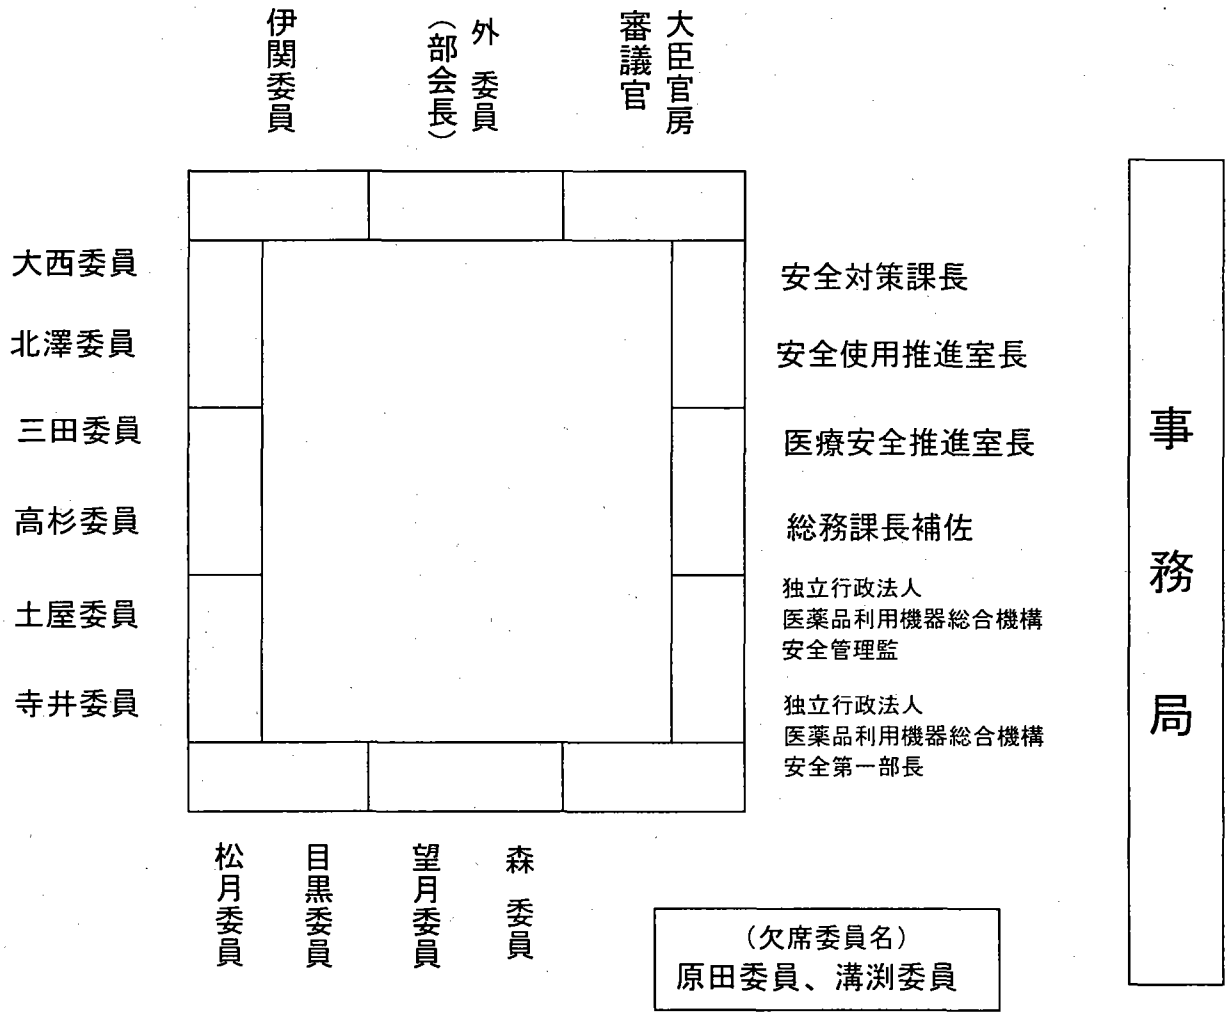 伊関委員
外 委員
(部会長)
大臣官房
審議官
大西委員
北澤委員
三田委員
高杉委員
土屋委員
寺井委員
安全対策課長
安全使用推進室長
医療安全推進室長
総務課長補佐
独立行政法人
医薬品利用機器総合機構
安全管理監
独立行政法人
医薬品利用機器総合機構
安全第一部長
事務局
松月委員
目黒委員
望月委員
森 委員
(欠席委員名)
原田委員、溝渕委員